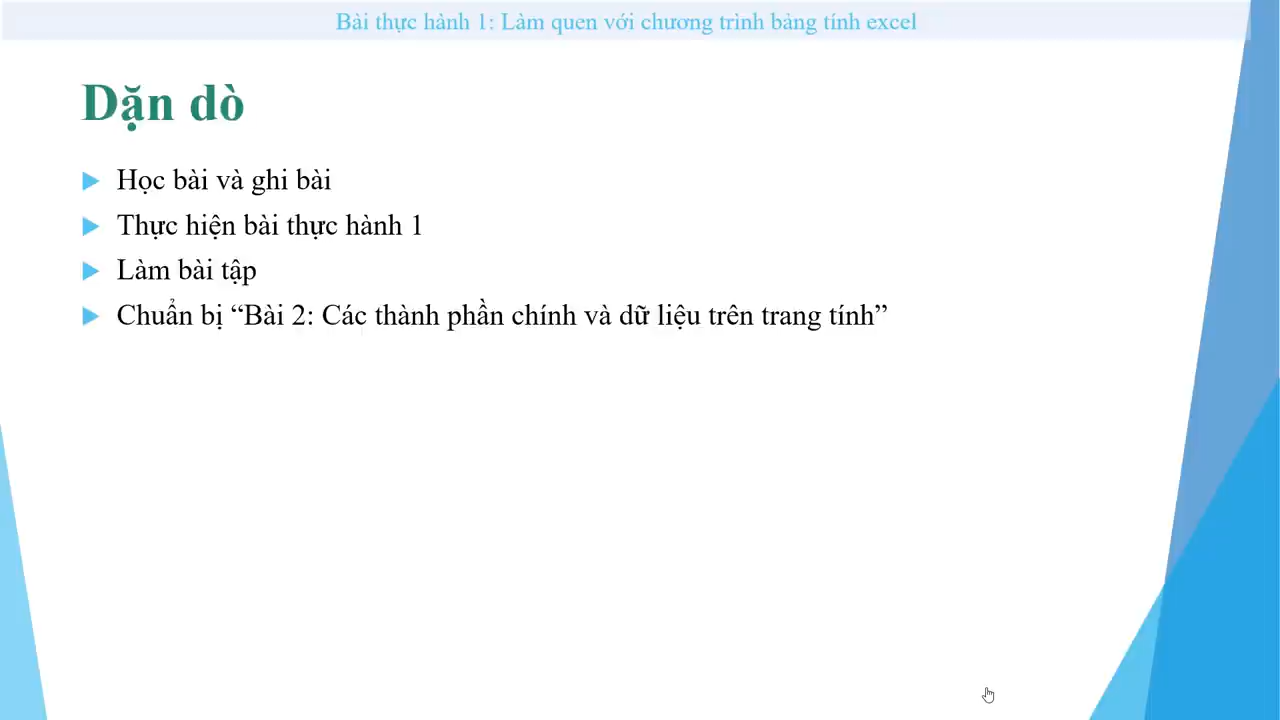 Bài thực hành 1: Làm quen với chương trình bảng tính excel
Dặn dò
Học bài và ghi bài
Thực hiện bài thực hành 1
Làm bài tập
Chuẩn bị “Bài 2: Các thành phần chính và dữ liệu trên trang tính”